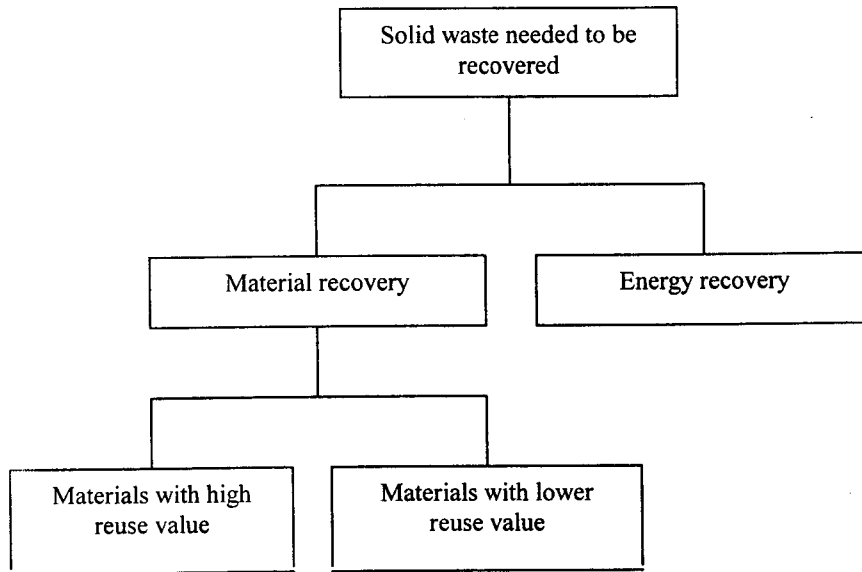 Solid waste needed to be
recovered
Material recovery
Energy recovery
Materials with high
reuse value
Materials with lower
reuse value